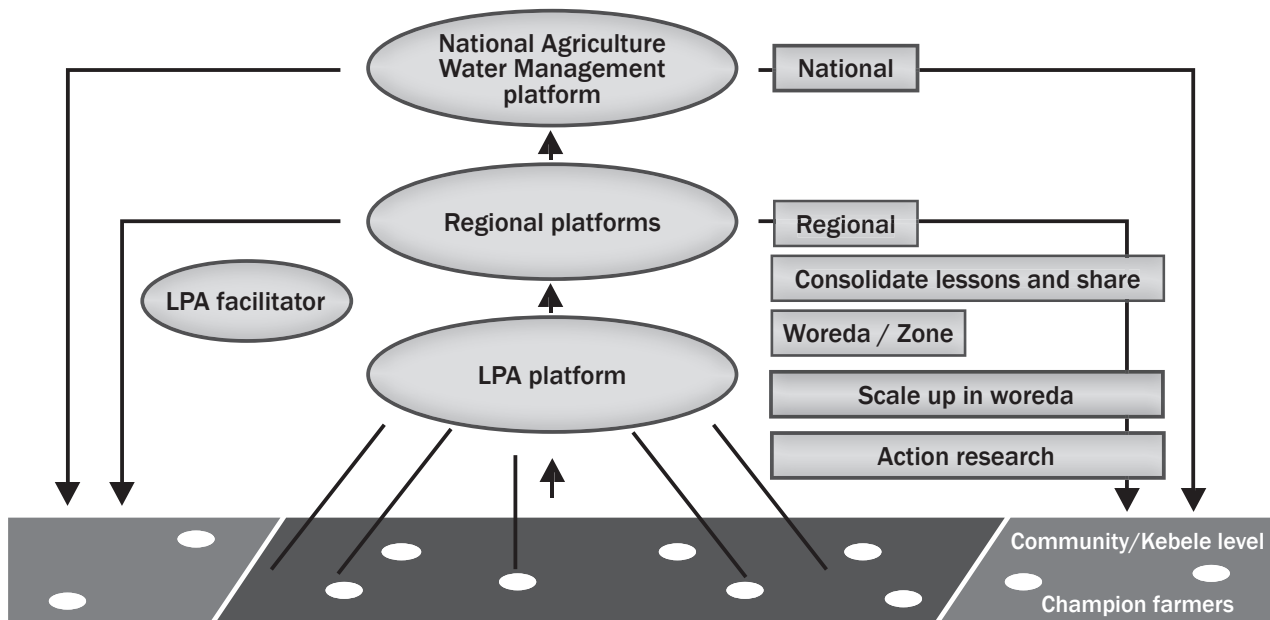 National Agriculture
Water Management
platform
National
Regional platforms
Regional
LPA facilitator
Consolidate lessons and share
Woreda / Zone
LPA platform
Scale up in woreda
Action research
Community/Kebele level
Champion farmers